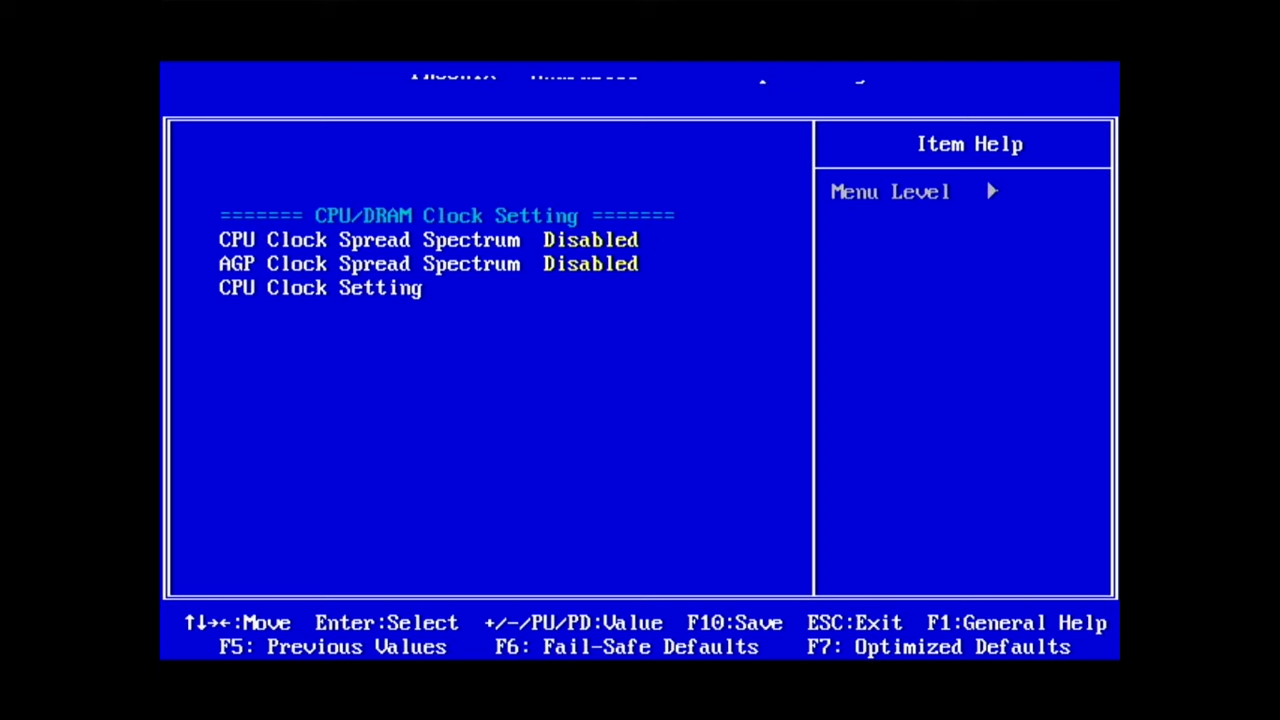 Item Help
Menu Level ▶
======= CPU/DRAM Clock Setting =======
CPU Clock Spread Spectrum Disabled
AGP Clock Spread Spectrum Disabled
CPU Clock Setting
↑↓→←:Move Enter:Select +/-/PU/PD:Value F10:Save ESC:Exit F1:General Help
F5: Previous Values F6: Fail-Safe Defaults F7: Optimized Defaults